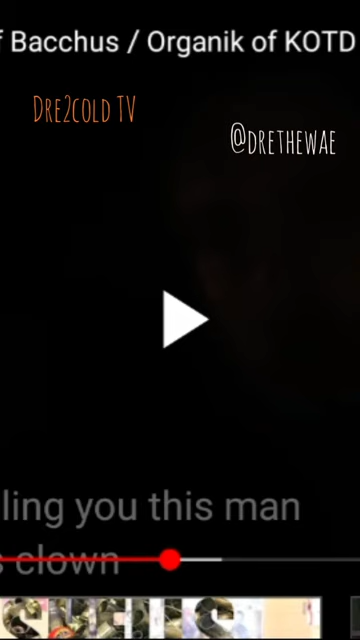 f Bacchus / Organik of KOTD
Dre2cold TV
@drethewae
ling you this man
s clown